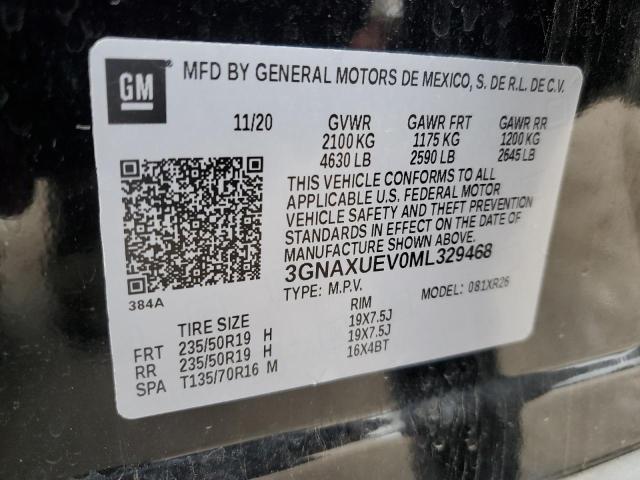 GM
MFD BY GENERAL MOTORS DE MEXICO, S. DE R.L. DE C.V.
11/20 GVWR GAWR FRT GAWR RR
2100 KG 1175 KG 1200 KG
4630 LB 2590 LB 2645 LB
THIS VEHICLE CONFORMS TO ALL
APPLICABLE U.S. FEDERAL MOTOR
VEHICLE SAFETY AND THEFT PREVENTION
STANDARDS IN EFFECT ON THE DATE OF
MANUFACTURE SHOWN ABOVE.
3GNAXUEV0ML329468
TYPE: M.P.V. MODEL: 081XR26
384A
TIRE SIZE RIM
FRT 235/50R19 H 19X7.5J
RR 235/50R19 H 19X7.5J
SPA T135/70R16 M 16X4BT